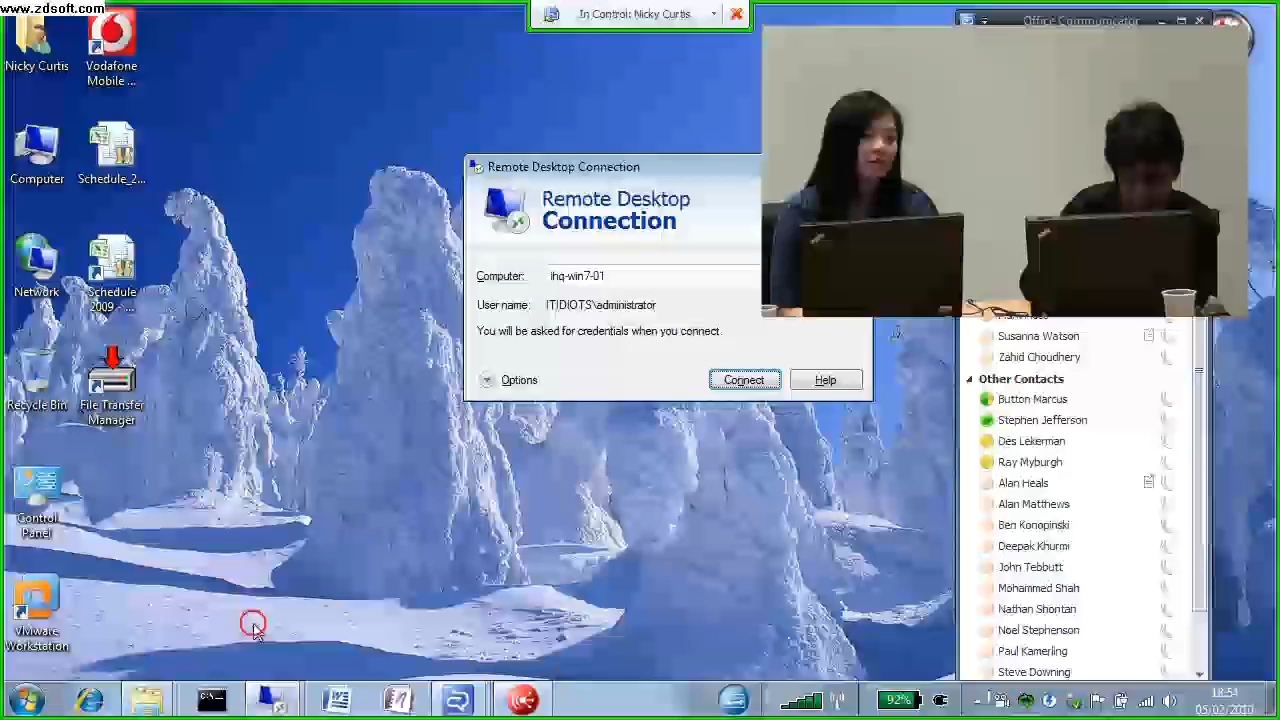 www.zdsoft.com
In Control: Nicky Curtis
Office Communicator
Nicky Curtis
Vodafone
Mobile ...
Computer
Schedule_2...
Network
Schedule
2009 - ...
Recycle Bin
File Transfer
Manager
Control
Panel
VMware
Workstation
Remote Desktop Connection
Remote Desktop
Connection
Computer:
ihq-win7-01
User name:
ITIDIOTS\administrator
You will be asked for credentials when you connect.
Options
Connect
Help
Susanna Watson
Zahid Choudhery
Other Contacts
Button Marcus
Stephen Jefferson
Des Lekerman
Ray Myburgh
Alan Heals
Alan Matthews
Ben Konopinski
Deepak Khurmi
John Tebbutt
Mohammed Shah
Nathan Shontan
Noel Stephenson
Paul Kamerling
Steve Downing
92%
18:54
05/02/2010